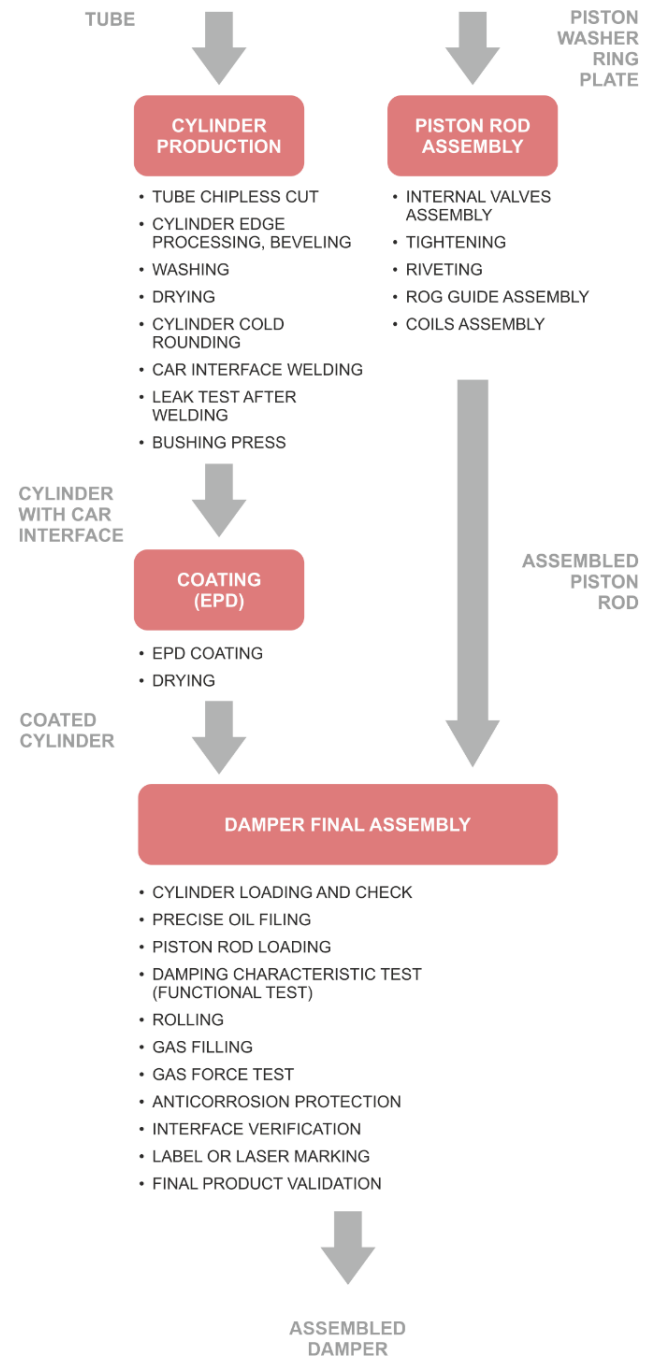 TUBE
PISTON
WASHER
RING
PLATE
CYLINDER
PRODUCTION
• TUBE CHIPLESS CUT
• CYLINDER EDGE
PROCESSING, BEVELING
• WASHING
• DRYING
• CYLINDER COLD
ROUNDING
• CAR INTERFACE WELDING
• LEAK TEST AFTER
WELDING
• BUSHING PRESS
PISTON ROD
ASSEMBLY
• INTERNAL VALVES
ASSEMBLY
• TIGHTENING
• RIVETING
• ROG GUIDE ASSEMBLY
• COILS ASSEMBLY
CYLINDER
WITH CAR
INTERFACE
COATING
(EPD)
• EPD COATING
• DRYING
ASSEMBLED
PISTON
ROD
COATED
CYLINDER
DAMPER FINAL ASSEMBLY
• CYLINDER LOADING AND CHECK
• PRECISE OIL FILING
• PISTON ROD LOADING
• DAMPING CHARACTERISTIC TEST
(FUNCTIONAL TEST)
• ROLLING
• GAS FILLING
• GAS FORCE TEST
• ANTICORROSION PROTECTION
• INTERFACE VERIFICATION
• LABEL OR LASER MARKING
• FINAL PRODUCT VALIDATION
ASSEMBLED
DAMPER